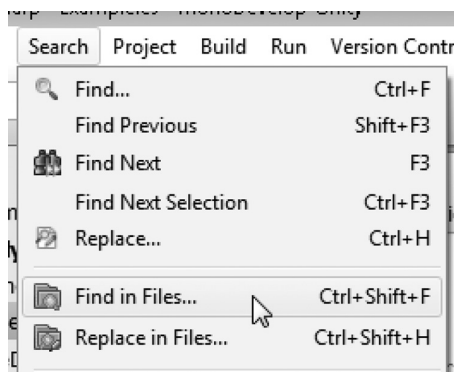 Search Project Build Run Version Contr
Find... Ctrl+F
Find Previous Shift+F3
Find Next F3
Find Next Selection Ctrl+F3
Replace... Ctrl+H
Find in Files... Ctrl+Shift+F
Replace in Files... Ctrl+Shift+H